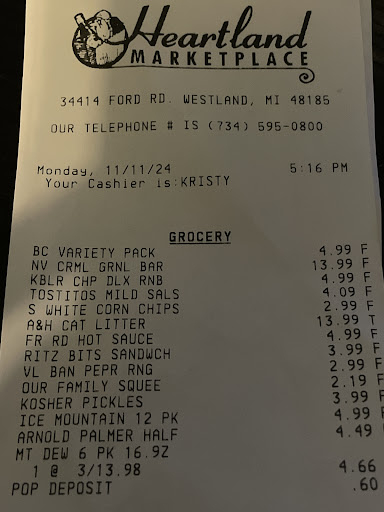 Heartland
MARKETPLACE
34414 FORD RD. WESTLAND, MI 48185
OUR TELEPHONE # IS (734) 595-0800
Monday, 11/11/24 5:16 PM
Your Cashier is:KRISTY
GROCERY
BC VARIETY PACK 4.99 F
NV CRML GRNL BAR 13.99 F
KBLR CHP DLX RNB 4.99 F
TOSTITOS MILD SALS 4.09 F
S WHITE CORN CHIPS 2.99 F
A&H CAT LITTER 13.99 T
FR RD HOT SAUCE 4.99 F
RITZ BITS SANDWCH 3.99 F
VL BAN PEPR RNG 2.99 F
OUR FAMILY SQUEE 2.19 F
KOSHER PICKLES 3.99 F
ICE MOUNTAIN 12 PK 4.99 F
ARNOLD PALMER HALF 4.49
MT DEW 6 PK 16.9Z
1 @ 3/13.98 4.66
POP DEPOSIT .60